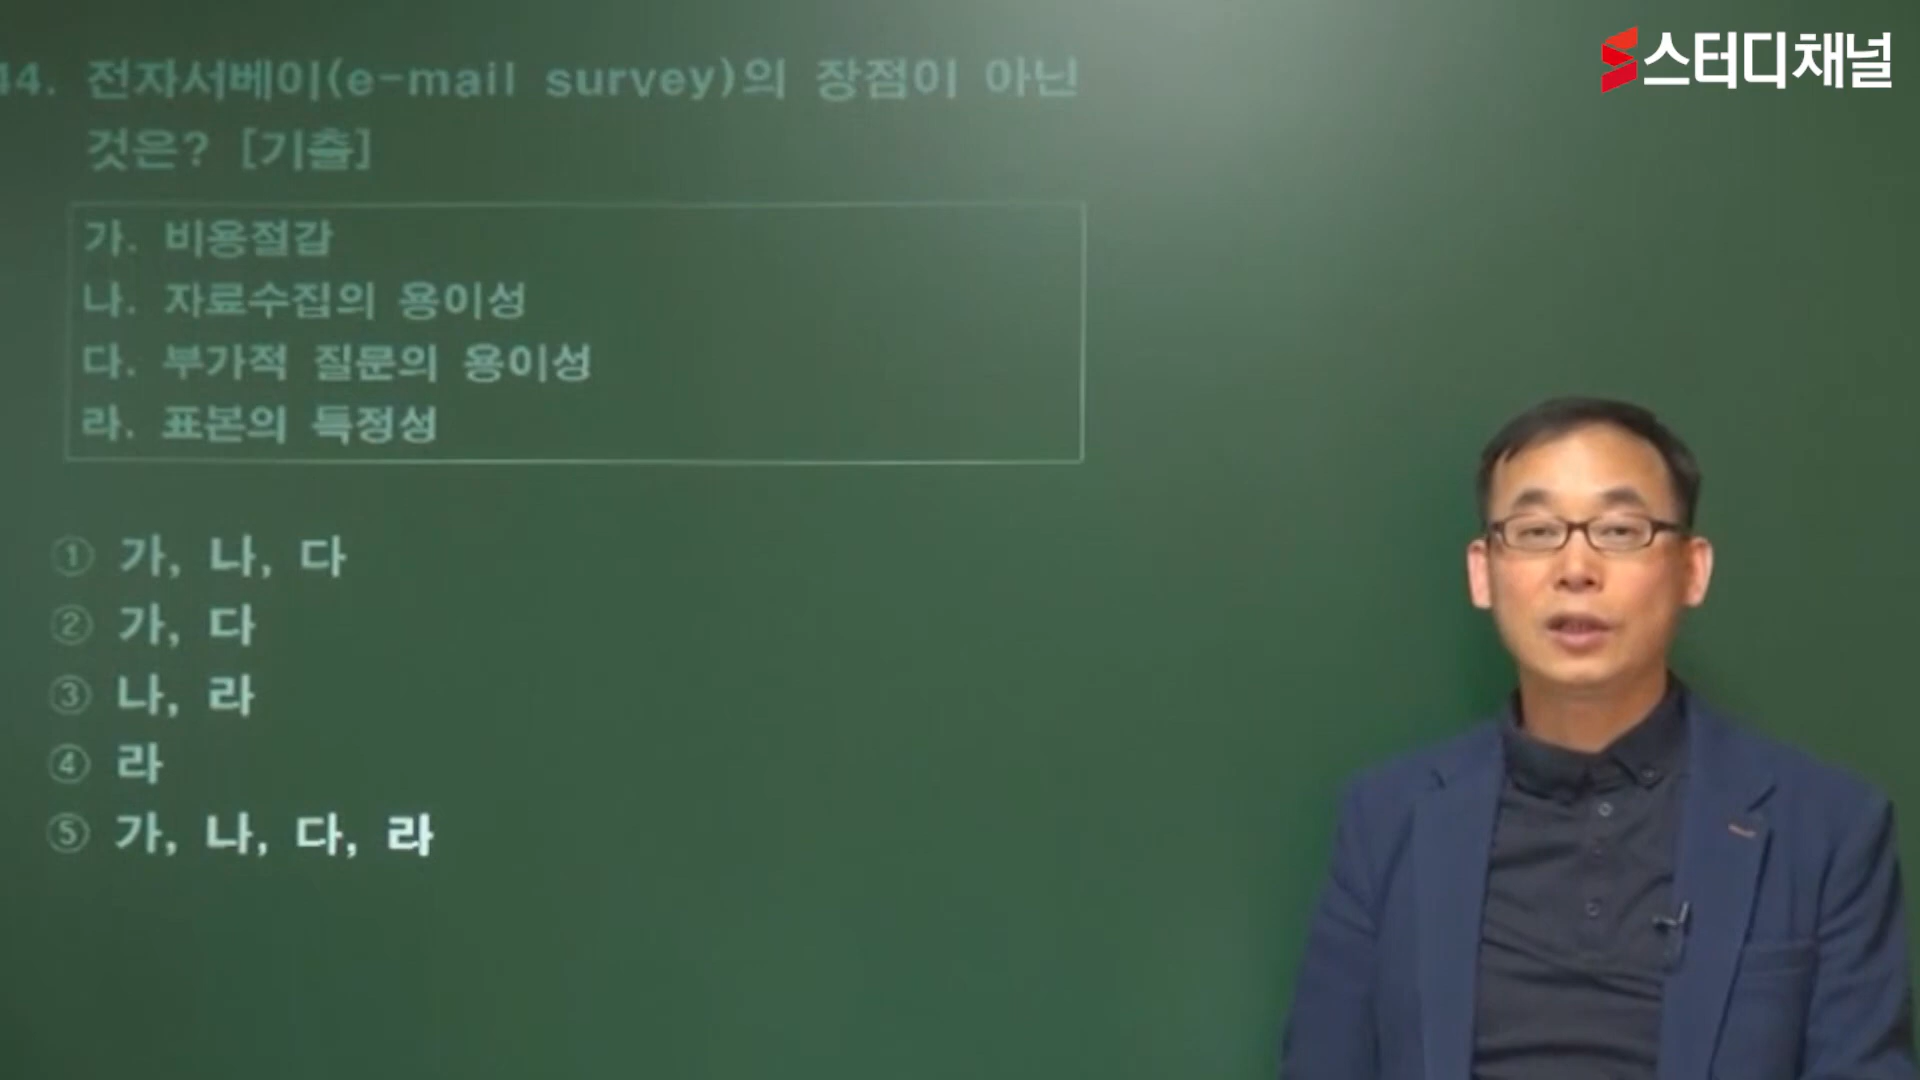 스터디채널
44. 전자서베이(e-mail survey)의 장점이 아닌
것은? [기출]
가. 비용절감
나. 자료수집의 용이성
다. 부가적 질문의 용이성
라. 표본의 특정성
① 가, 나, 다
② 가, 다
③ 나, 라
④ 라
⑤ 가, 나, 다, 라